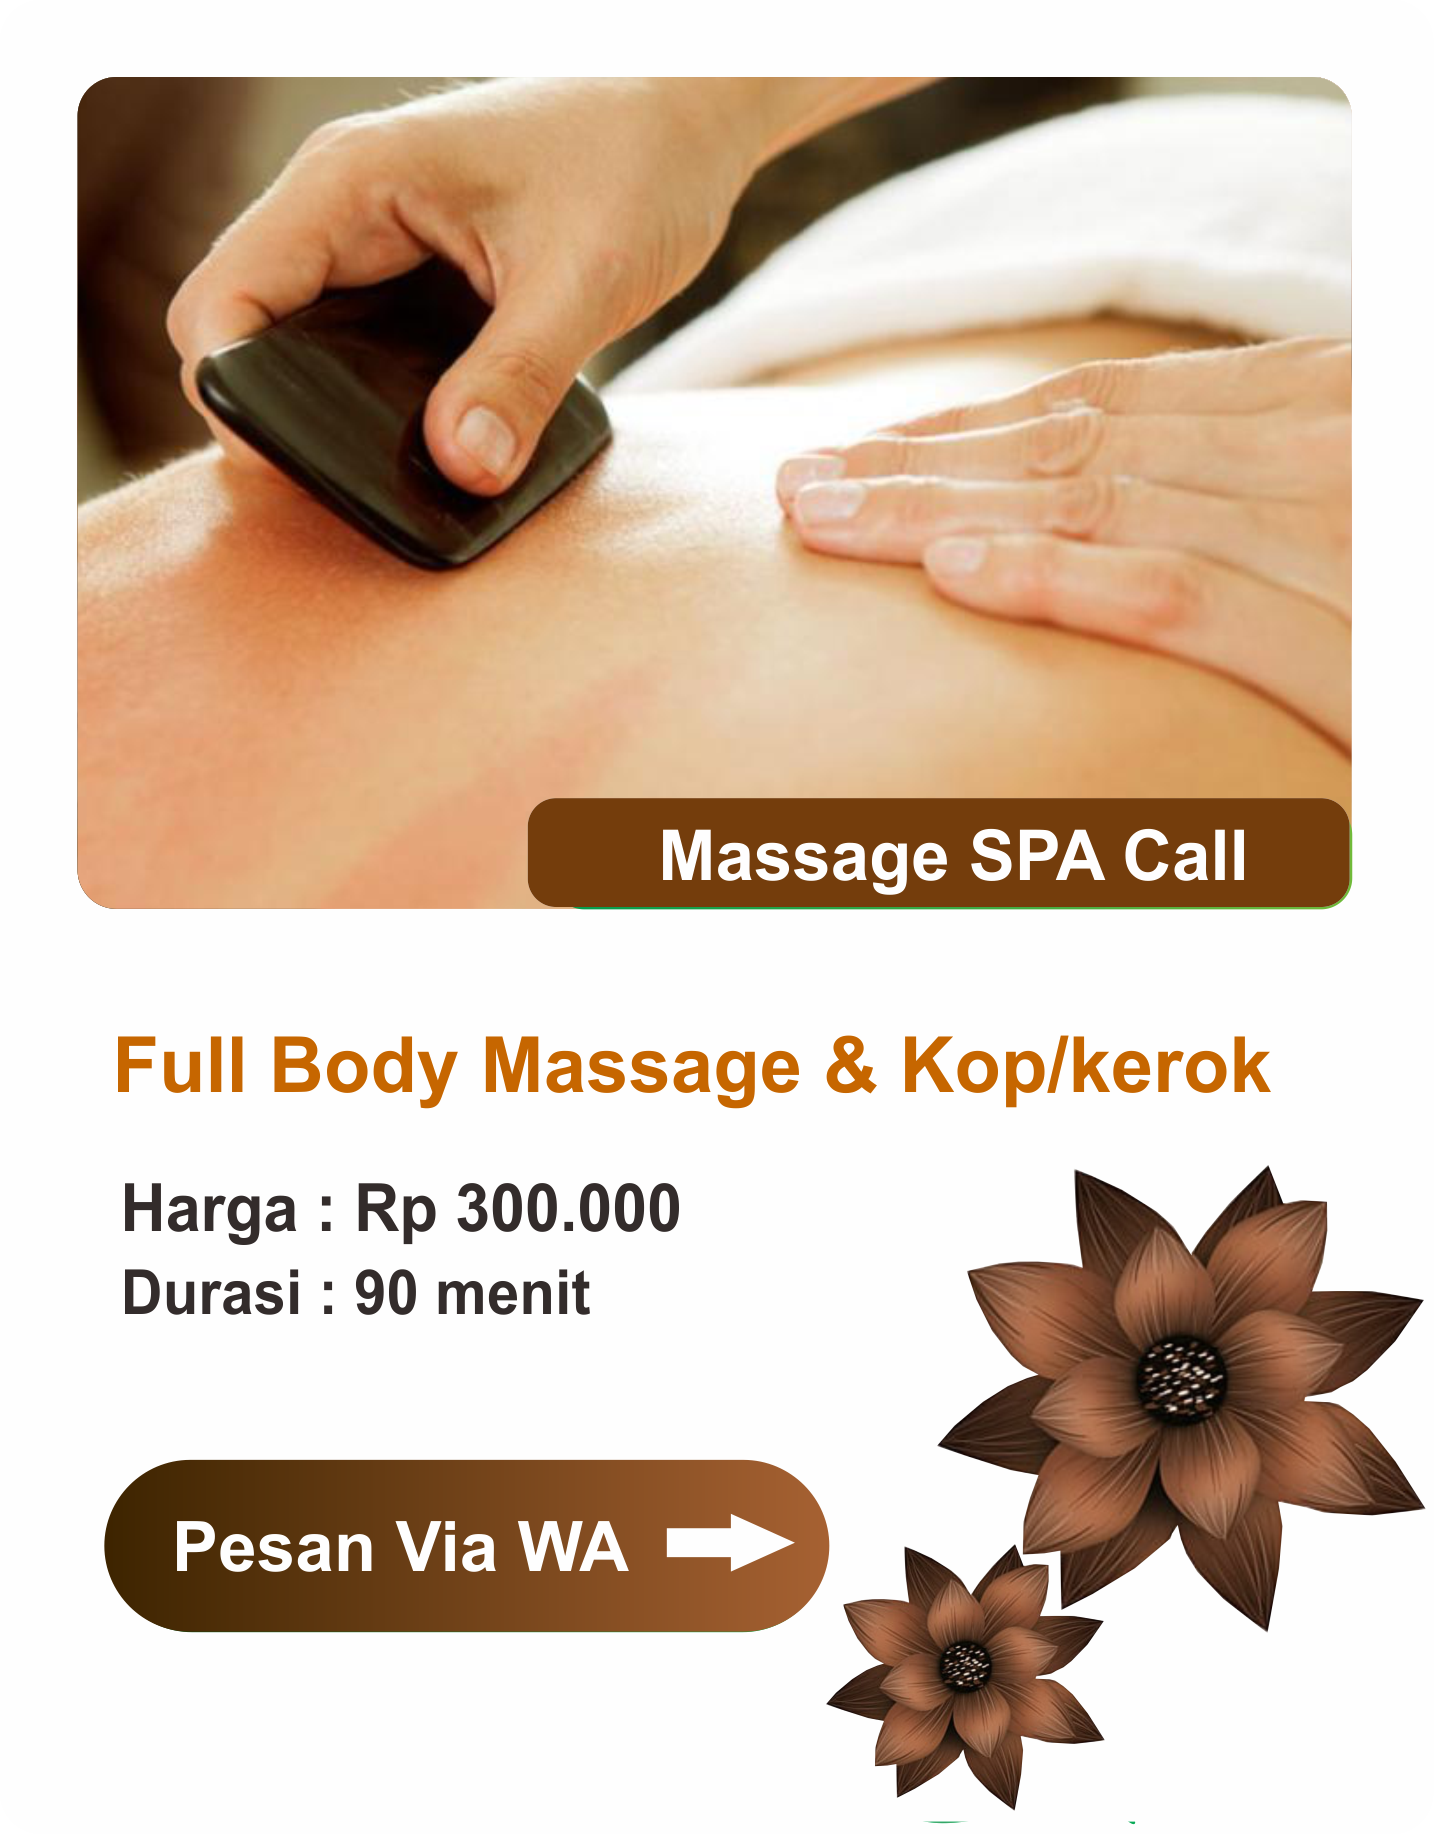 Massage SPA Call
Full Body Massage & Kop/kerok
Harga : Rp 300.000
Durasi : 90 menit
Pesan Via WA